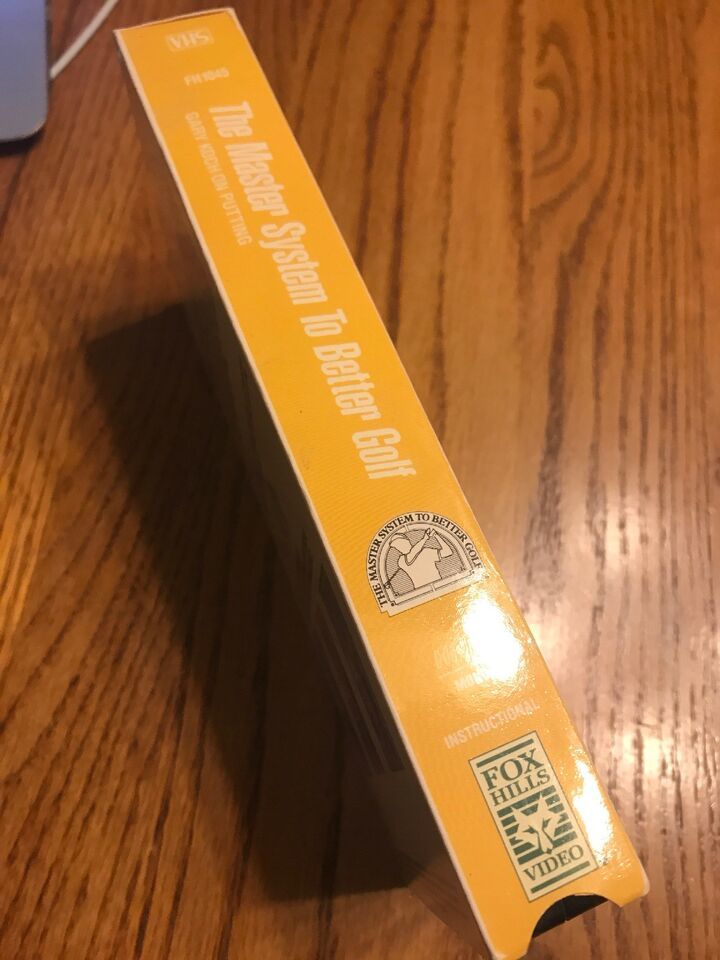 VHS
FH1045
The Master System To Better Golf
GARY KOCH ON PUTTING
THE MASTER SYSTEM TO BETTER GOLF
INSTRUCTIONAL
FOX
HILLS
VIDEO